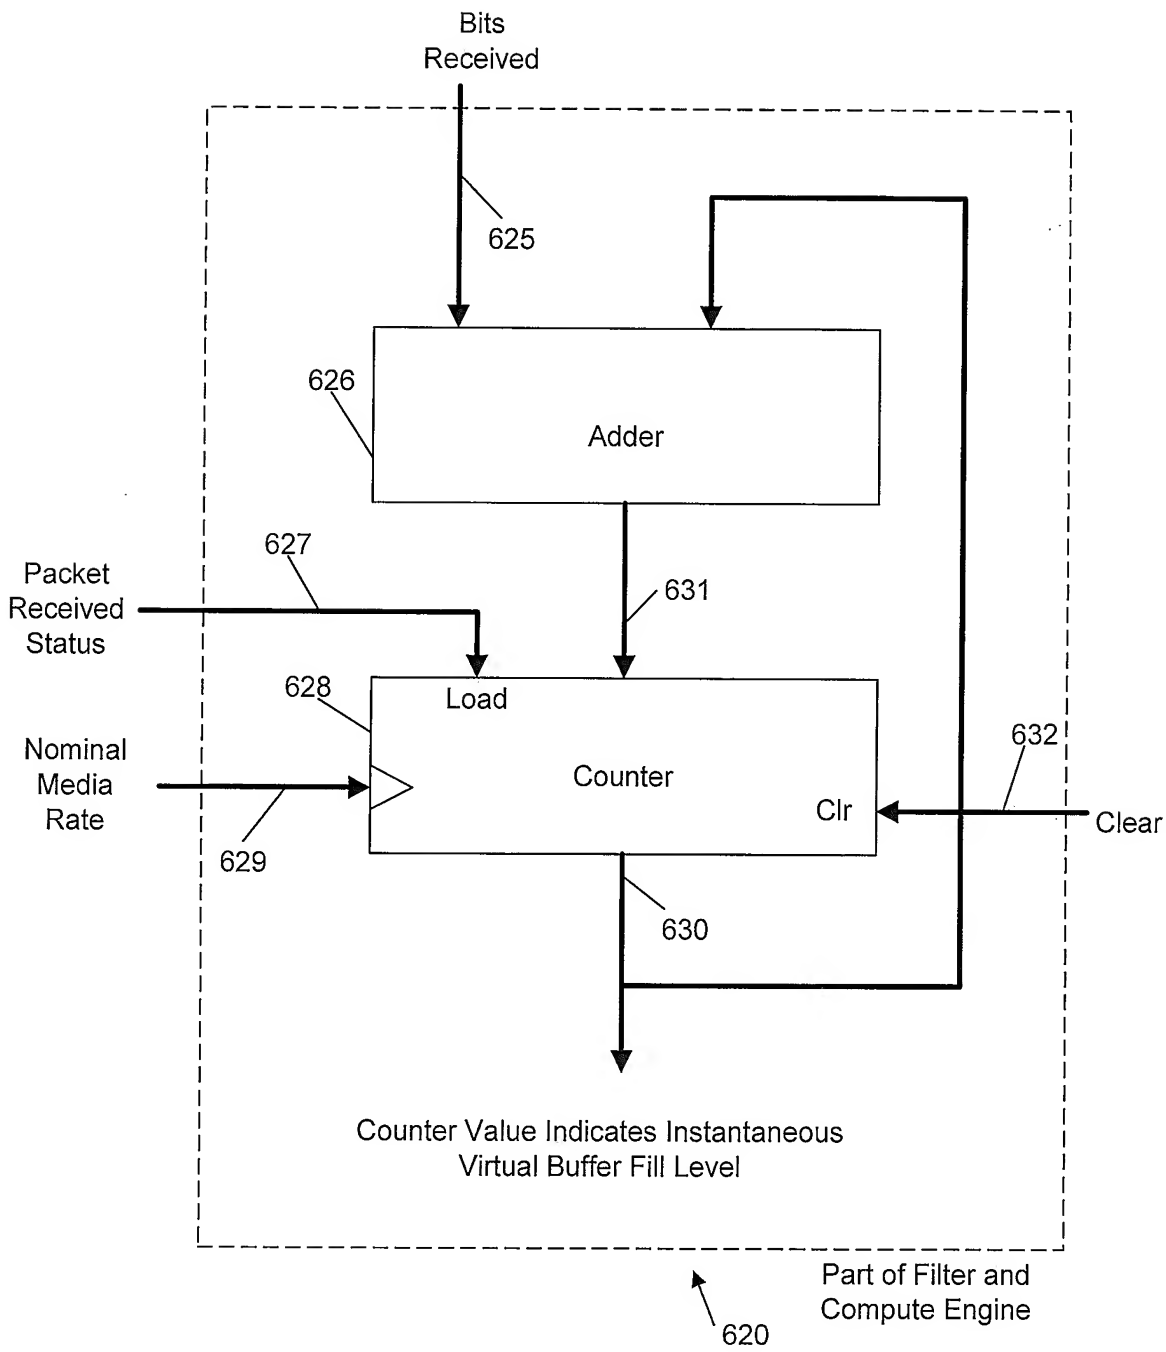 Bits
Received
625
626
Adder
627
Packet
Received
Status
631
628
Load
Nominal
Media
Rate
Counter
632
Clr
Clear
629
630
Counter Value Indicates Instantaneous
Virtual Buffer Fill Level
Part of Filter and
Compute Engine
620